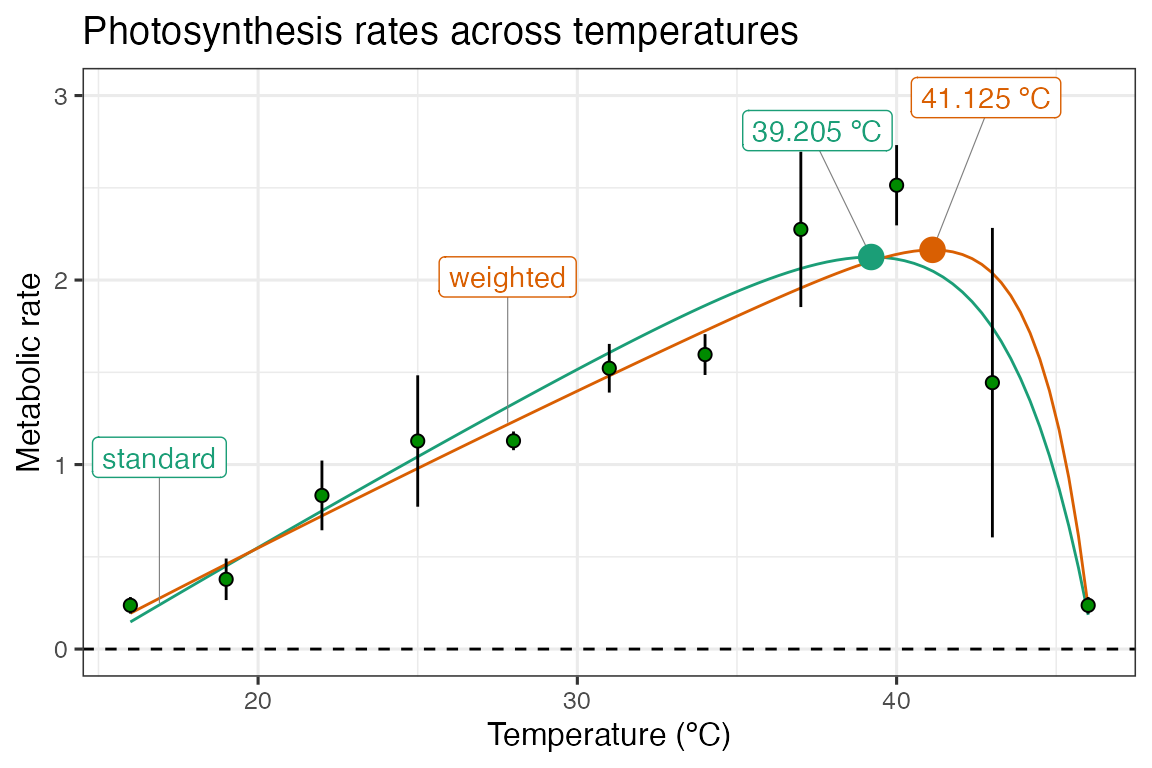 Photosynthesis rates across temperatures
3
2
1
0
Metabolic rate
41.125 °C
39.205 °C
weighted
standard
20
30
40
Temperature (°C)